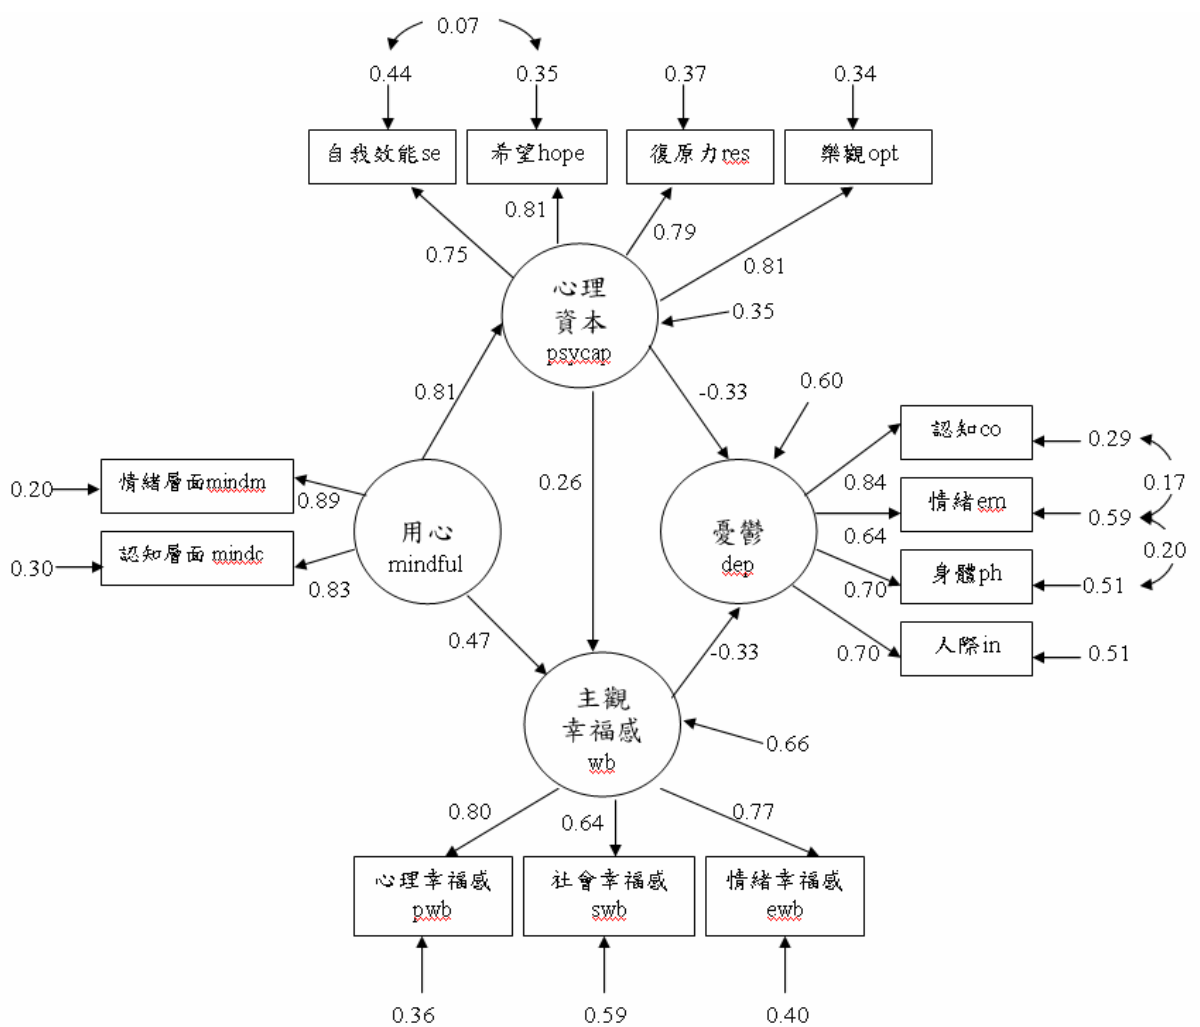 0.07
0.44
0.35
0.37
0.34
自我效能se
希望hope
復原力res
樂觀opt
0.81
0.79
0.75
0.81
心理
資本
psycap
0.35
0.81
-0.33
0.60
認知co
0.29
0.84
0.17
情緒層面mindm
0.20
0.89
0.26
情緒em
0.59
0.64
用心
mindful
憂鬱
dep
0.20
認知層面 mindc
0.30
0.83
身體ph
0.51
0.70
0.47
-0.33
0.70
人際in
0.51
主觀
幸福感
wb
0.66
0.80
0.64
0.77
心理幸福感
pwb
社會幸福感
swb
情緒幸福感
ewb
0.36
0.59
0.40